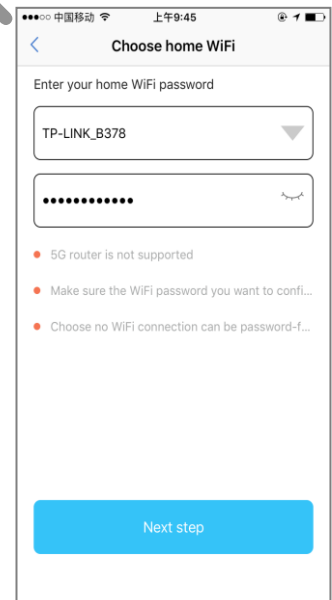 中国移动 上午9:45
Choose home WiFi
Enter your home WiFi password
TP-LINK_B378
••••••••••••
5G router is not supported
Make sure the WiFi password you want to confi...
Choose no WiFi connection can be password-f...
Next step